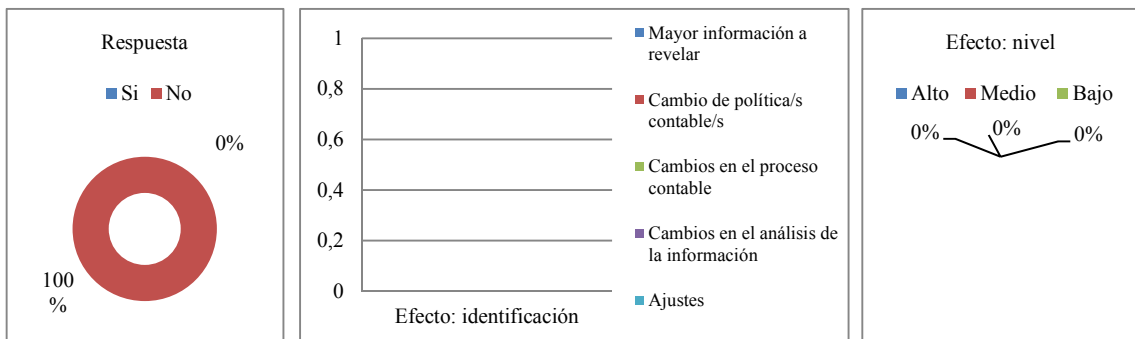 Respuesta
Si No
0%
100
%
1
0,8
0,6
0,4
0,2
0
Efecto: identificación
Mayor información a
revelar
Cambio de política/s
contable/s
Cambios en el proceso
contable
Cambios en el análisis de
la información
Ajustes
Efecto: nivel
Alto Medio Bajo
0% 0% 0%